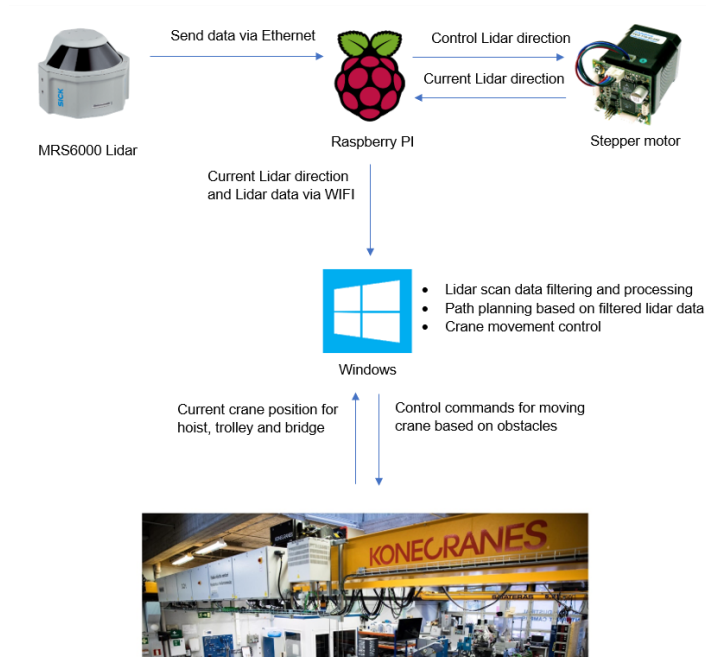 Send data via Ethernet
Control Lidar direction
Current Lidar direction
SICK
MRS6000 Lidar
Raspberry PI
Stepper motor
Current Lidar direction
and Lidar data via WIFI
• Lidar scan data filtering and processing
• Path planning based on filtered lidar data
• Crane movement control
Windows
Current crane position for
hoist, trolley and bridge
Control commands for moving
crane based on obstacles
KONECRANES